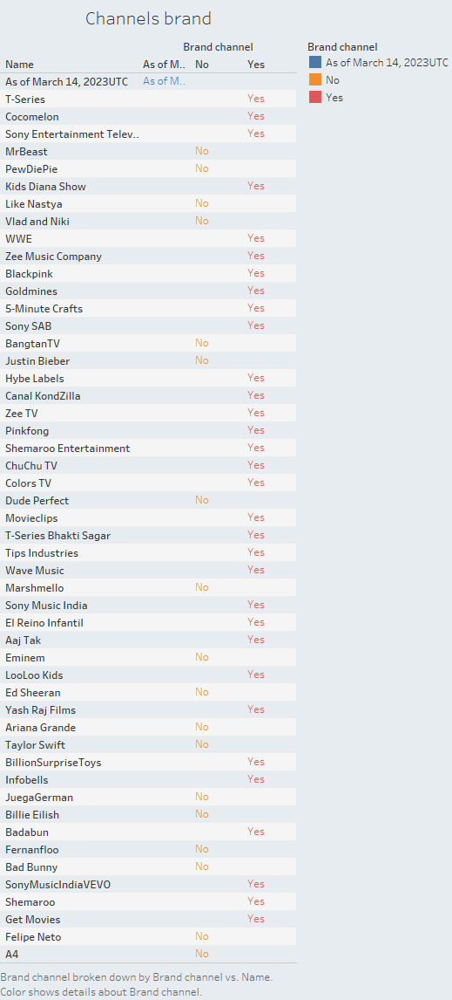 Channels brand
Brand channel
Name As of M.. No Yes
As of March 14, 2023UTC As of M..
T-Series Yes
Cocomelon Yes
Sony Entertainment Telev.. Yes
MrBeast No
PewDiePie No
Kids Diana Show Yes
Like Nastya No
Vlad and Niki No
WWE Yes
Zee Music Company Yes
Blackpink Yes
Goldmines Yes
5-Minute Crafts Yes
Sony SAB Yes
BangtanTV No
Justin Bieber No
Hybe Labels Yes
Canal KondZilla Yes
Zee TV Yes
Pinkfong Yes
Shemaroo Entertainment Yes
ChuChu TV Yes
Colors TV Yes
Dude Perfect No
Movieclips Yes
T-Series Bhakti Sagar Yes
Tips Industries Yes
Wave Music Yes
Marshmello No
Sony Music India Yes
El Reino Infantil Yes
Aaj Tak Yes
Eminem No
LooLoo Kids Yes
Ed Sheeran No
Yash Raj Films Yes
Ariana Grande No
Taylor Swift No
BillionSurpriseToys Yes
Infobells Yes
JuegaGerman No
Billie Eilish No
Badabun Yes
Fernanfloo No
Bad Bunny No
SonyMusicIndiaVEVO Yes
Shemaroo Yes
Get Movies Yes
Felipe Neto No
A4 No
Brand channel broken down by Brand channel vs. Name.
Color shows details about Brand channel.
Brand channel
As of March 14, 2023UTC
No
Yes